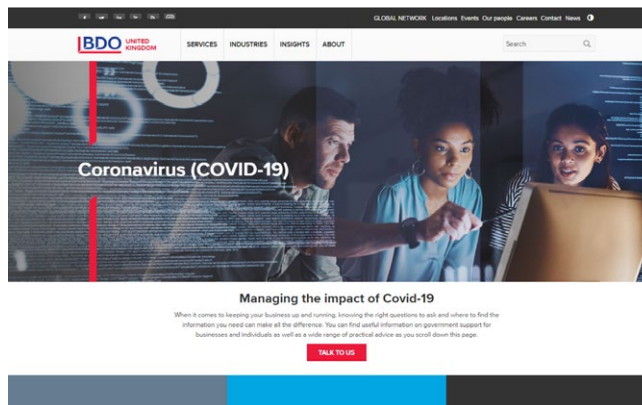 GLOBAL NETWORK Locations Events Our people Careers Contact News
BDO UNITED KINGDOM
SERVICES INDUSTRIES INSIGHTS ABOUT
Search
Coronavirus (COVID-19)
Managing the impact of Covid-19
When it comes to keeping your business up and running, knowing the right questions to ask and where to find the
information you need can make all the difference. You can find useful information on government support for
businesses and individuals as well as a wide range of practical advice as you scroll down this page.
TALK TO US